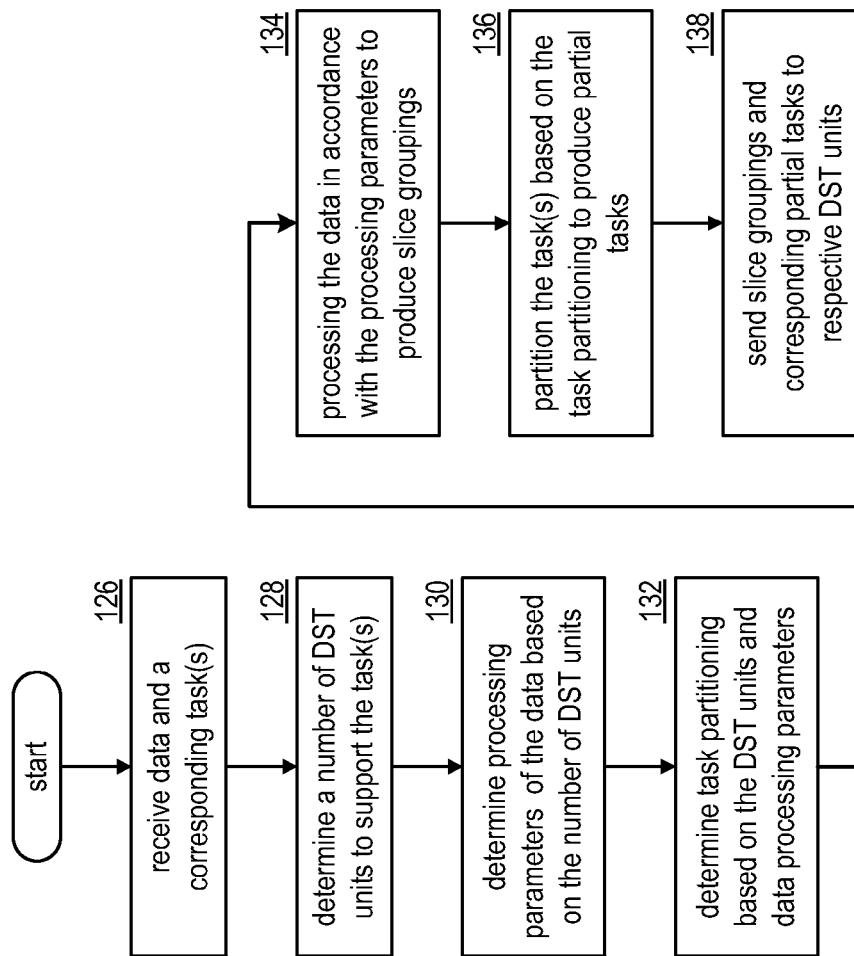 start
126
receive data and a
corresponding task(s)
128
determine a number of DST
units to support the task(s)
130
determine processing
parameters of the data based
on the number of DST units
132
determine task partitioning
based on the DST units and
data processing parameters
134
processing the data in accordance
with the processing parameters to
produce slice groupings
136
partition the task(s) based on the
task partitioning to produce partial
tasks
138
send slice groupings and
corresponding partial tasks to
respective DST units